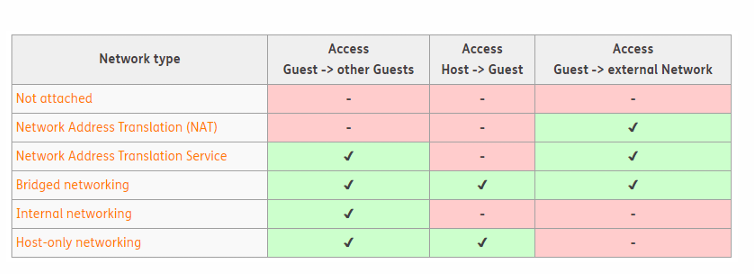 Network type Access Guest -> other Guests Access Host -> Guest Access Guest -> external Network
Not attached - - -
Network Address Translation (NAT) - - ✔
Network Address Translation Service ✔ - ✔
Bridged networking ✔ ✔ ✔
Internal networking ✔ - -
Host-only networking ✔ ✔ -